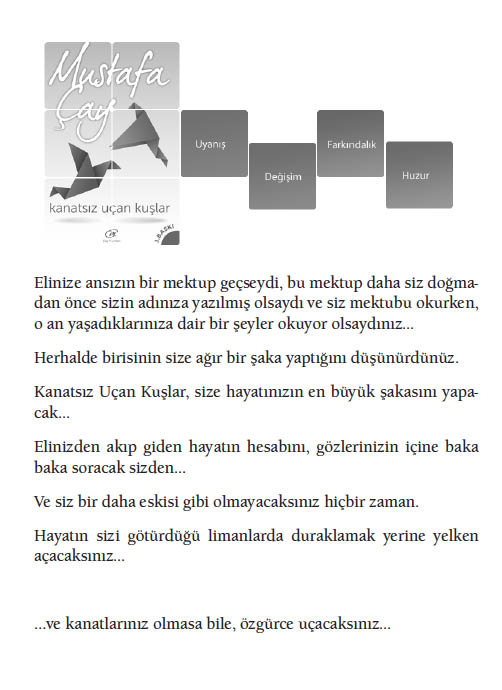 Mustafa
Çay
kanatsız uçan kuşlar
3.BASKI
Uyanış
Değişim
Farkındalık
Huzur
Elinize ansızın bir mektup geçseydi, bu mektup daha siz doğma-
dan önce sizin adınıza yazılmış olsaydı ve siz mektubu okurken,
o an yaşadıklarınıza dair bir şeyler okuyor olsaydınız...
Herhalde birisinin size ağır bir şaka yaptığını düşünürdünüz.
Kanatsız Uçan Kuşlar, size hayatınızın en büyük şakasını yapa-
cak...
Elinizden akıp giden hayatın hesabını, gözlerinizin içine baka
baka soracak sizden...
Ve siz bir daha eskisi gibi olmayacaksınız hiçbir zaman.
Hayatın sizi götürdüğü limanlarda duraklamak yerine yelken
açacaksınız...
...ve kanatlarınız olmasa bile, özgürce uçacaksınız...